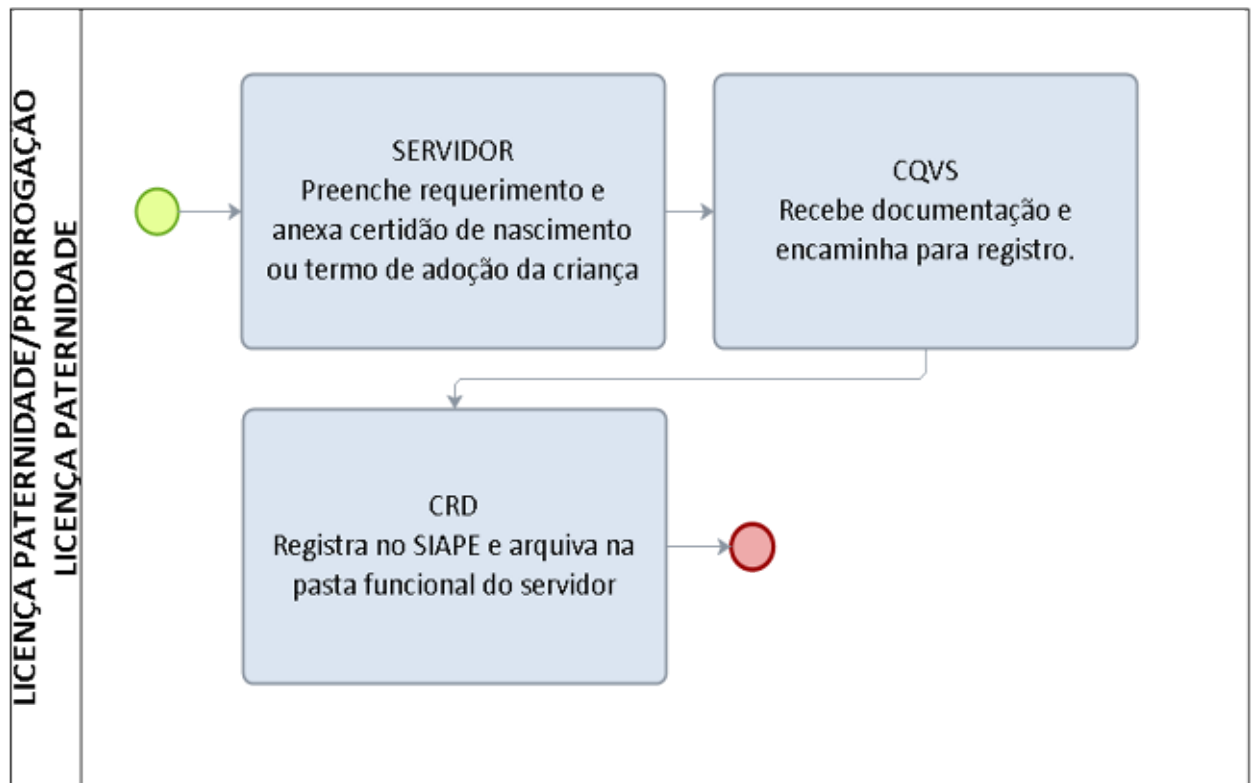 LICENÇA PATERNIDADE/PRORROGAÇÃO
LICENÇA PATERNIDADE
SERVIDOR
Preenche requerimento e
anexa certidão de nascimento
ou termo de adoção da criança
CQVS
Recebe documentação e
encaminha para registro.
CRD
Registra no SIAPE e arquiva na
pasta funcional do servidor